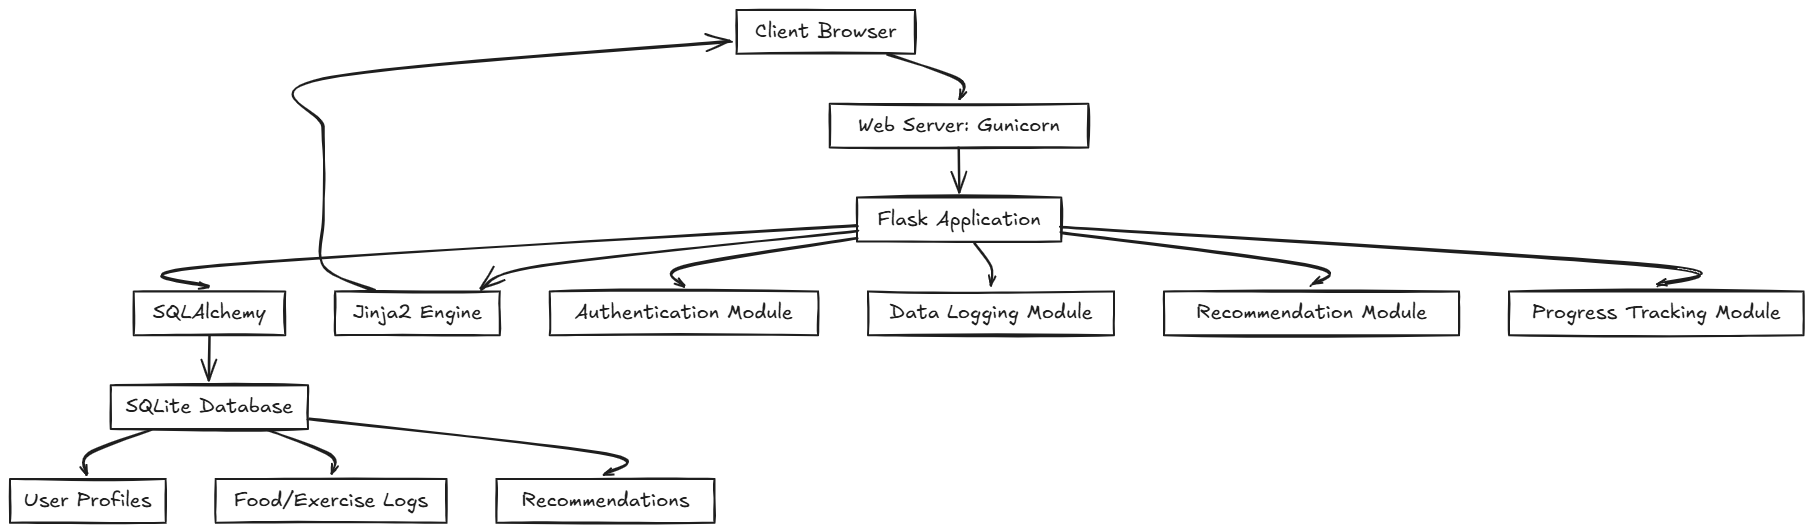 Client Browser
Web Server: Gunicorn
Flask Application
SQLAlchemy
Jinja2 Engine
Authentication Module
Data Logging Module
Recommendation Module
Progress Tracking Module
SQLite Database
User Profiles
Food/Exercise Logs
Recommendations